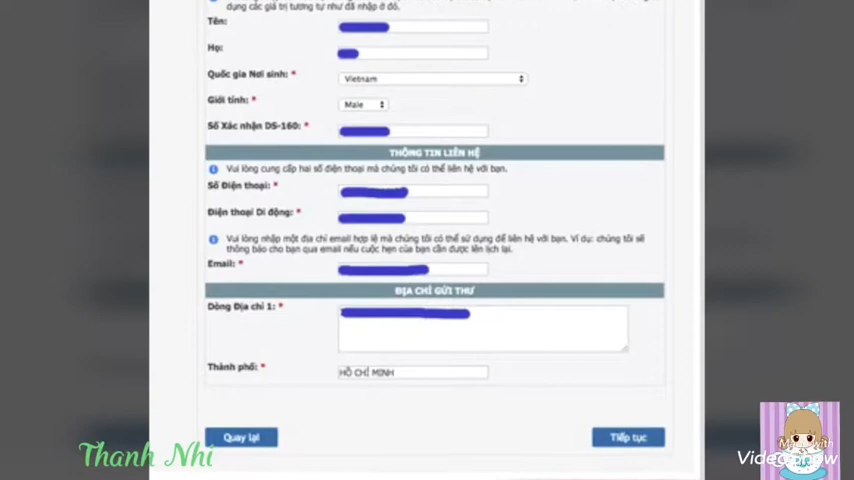 dụng các giá trị tương tự như đã nhập ở đó.
Tên:
Họ:
Quốc gia Nơi sinh: *
Vietnam
Giới tính: *
Male
Số Xác nhận DS-160: *
THÔNG TIN LIÊN HỆ
Vui lòng cung cấp hai số điện thoại mà chúng tôi có thể liên hệ với bạn.
Số Điện thoại: *
Điện thoại Di động: *
Vui lòng nhập một địa chỉ email hợp lệ mà chúng tôi có thể sử dụng để liên hệ với bạn. Ví dụ: chúng tôi sẽ
thông báo cho bạn qua email nếu cuộc hẹn của bạn cần được lên lịch lại.
Email: *
ĐỊA CHỈ GỬI THƯ
Dòng Địa chỉ 1: *
Thành phố: *
HỒ CHÍ MINH
Quay lại
Tiếp tục
Thanh Nhi
Made with
VideoShow